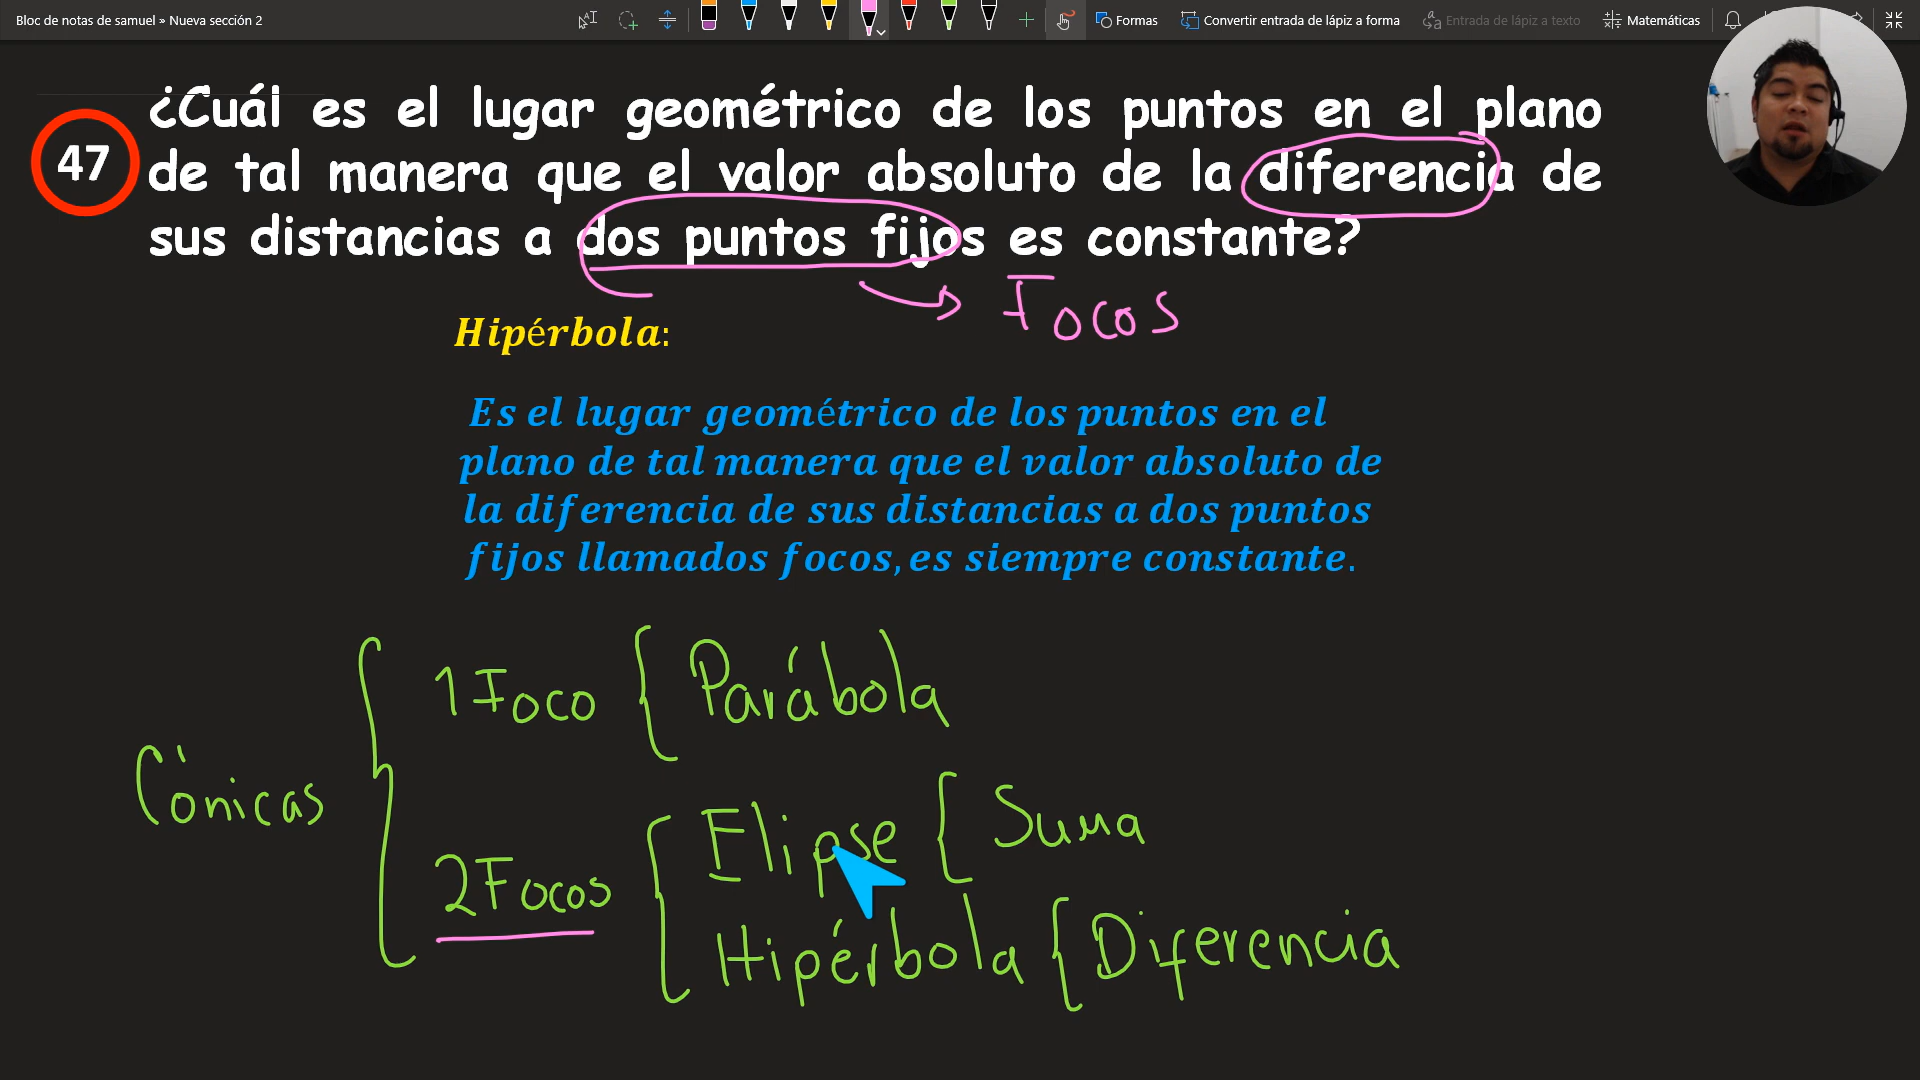 Bloc de notas de samuel » Nueva sección 2
Formas
Convertir entrada de lápiz a forma
Entrada de lápiz a texto
Matemáticas
47
¿Cuál es el lugar geométrico de los puntos en el plano
de tal manera que el valor absoluto de la diferencia de
sus distancias a dos puntos fijos es constante?
Focos
Hipérbola:
Es el lugar geométrico de los puntos en el
plano de tal manera que el valor absoluto de
la diferencia de sus distancias a dos puntos
fijos llamados focos, es siempre constante.
Cónicas
1 Foco { Parábola
2 Focos
Elipse { Suma
Hipérbola { Diferencia